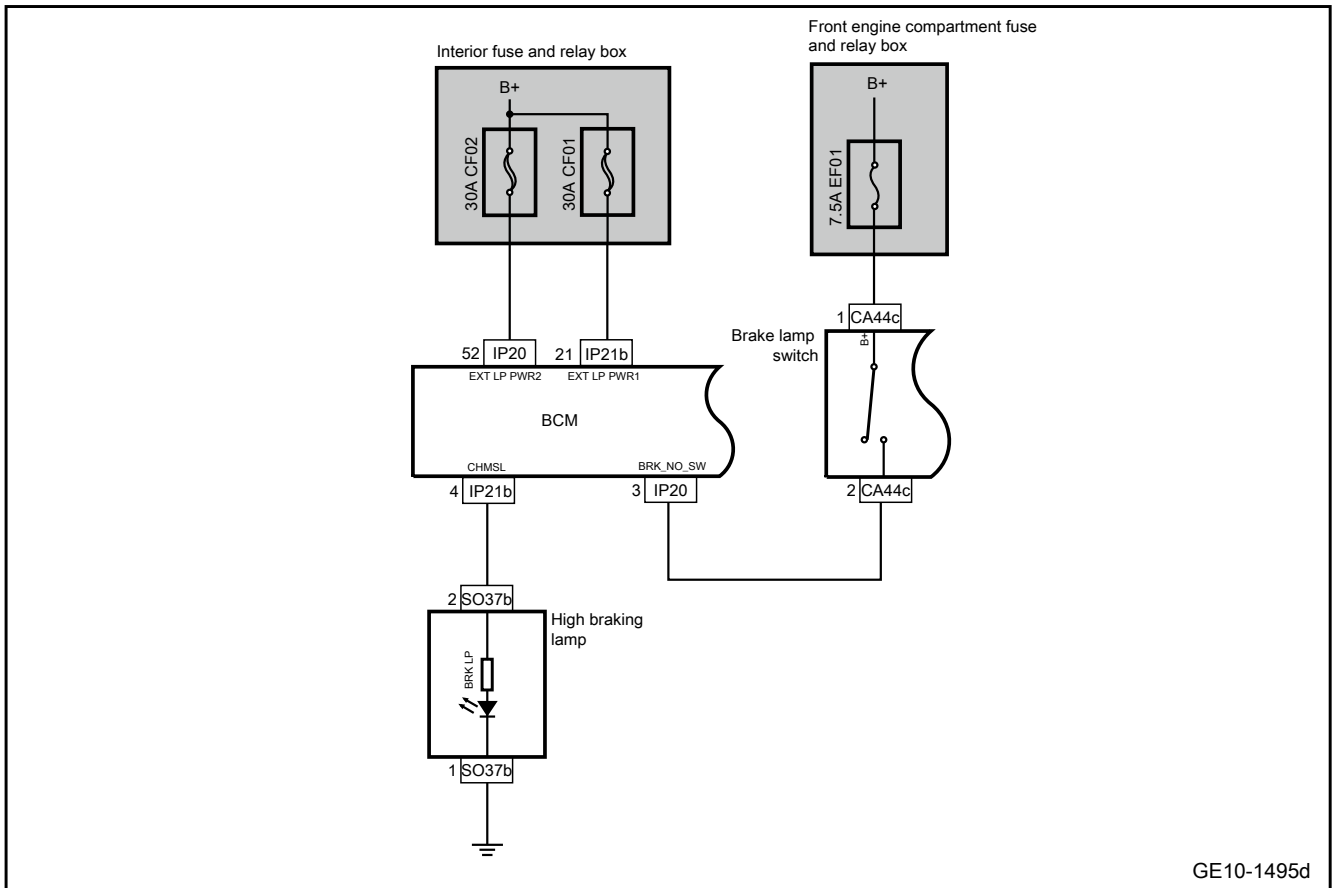 Interior fuse and relay box
Front engine compartment fuse
and relay box
B+
B+
30A CF02
30A CF01
7.5A EF01
52 IP20
21 IP21b
1 CA44c
EXT LP PWR2
EXT LP PWR1
BCM
Brake lamp
switch
B+
CHMSL
BRK_NO_SW
4 IP21b
3 IP20
2 CA44c
2 SO37b
High braking
lamp
BRK LP
1 SO37b
GE10-1495d